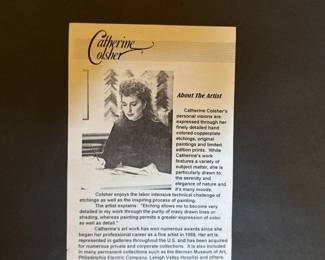 Catherine
Colsher
About The Artist
Catherine Colsher's
personal visions are
expressed through her
finely detailed hand
colored copperplate
etchings, original
paintings and limited
edition prints. While
Catherine's work
features a variety of
subject matter, she is
particularly drawn to
the serenity and
elegance of nature and
it's many moods.
Colsher enjoys the labor intensive technical challenge of
etchings as well as the inspiring process of painting.
The artist explains: "Etching allows me to become very
detailed in my work through the purity of many drawn lines or
shading, whereas painting permits a greater expression of color
as well as detail."
Catherine's art work has won numerous awards since she
began her professional career as a fine artist in 1988. Her art is
represented in galleries throughout the U.S. and has been acquired
for numerous private and corporate collections. It is also included
in many permanent collections such as the Berman Museum of Art,
Philadelphia Electric Company, Lehigh Valley Hospital and others.